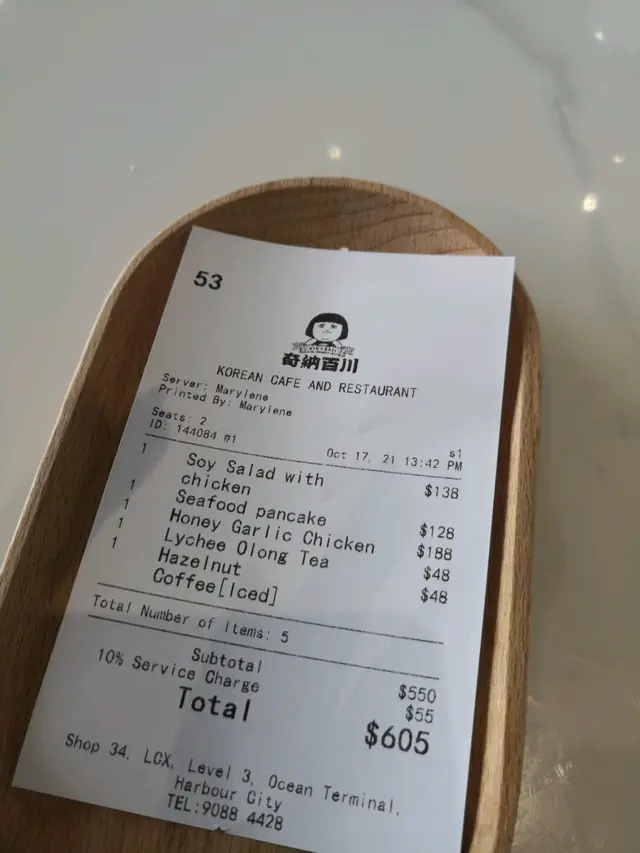 53
奇納百川
KOREAN CAFE AND RESTAURANT
Server: Marylene
Printed By: Marylene
s1
Seats: 2
Oct 17, 21 13:42 PM
ID: 144084 #1
1 Soy Salad with chicken $138
1 Seafood pancake $128
1 Honey Garlic Chicken $188
1 Lychee Olong Tea $48
1 Hazelnut Coffee[Iced] $48
Total Number of Items: 5
Subtotal $550
10% Service Charge $55
Total $605
Shop 34, LCX, Level 3, Ocean Terminal,
Harbour City
TEL:9088 4428